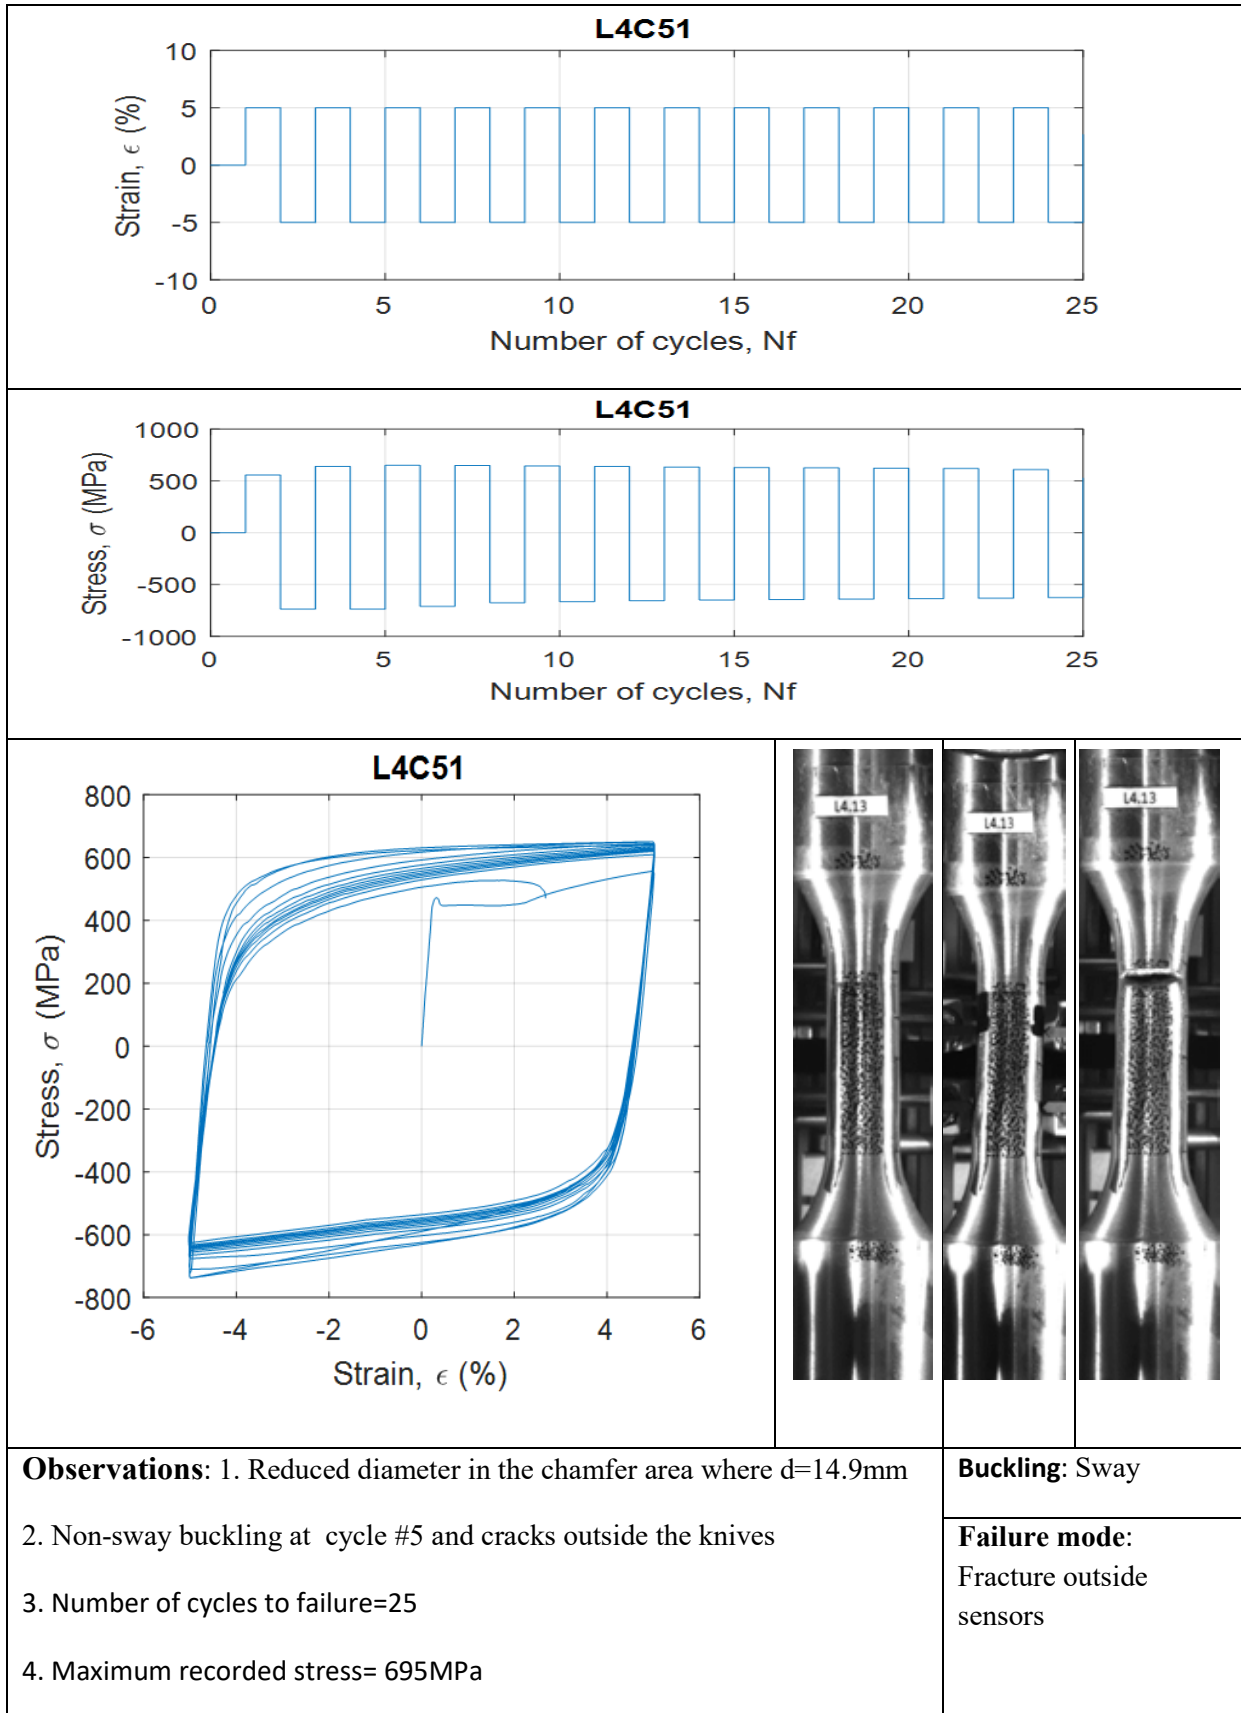 L4C51
10
5
0
-5
-10
Strain, ϵ (%)
0 5 10 15 20 25
Number of cycles, Nf
L4C51
1000
500
0
-500
-1000
Stress, σ (MPa)
0 5 10 15 20 25
Number of cycles, Nf
L4C51
800
600
400
200
0
-200
-400
-600
-800
Stress, σ (MPa)
-6 -4 -2 0 2 4 6
Strain, ϵ (%)
L4.13
L4.13
L4.13
Observations: 1. Reduced diameter in the chamfer area where d=14.9mm
2. Non-sway buckling at cycle #5 and cracks outside the knives
3. Number of cycles to failure=25
4. Maximum recorded stress= 695MPa
Buckling: Sway
Failure mode:
Fracture outside
sensors